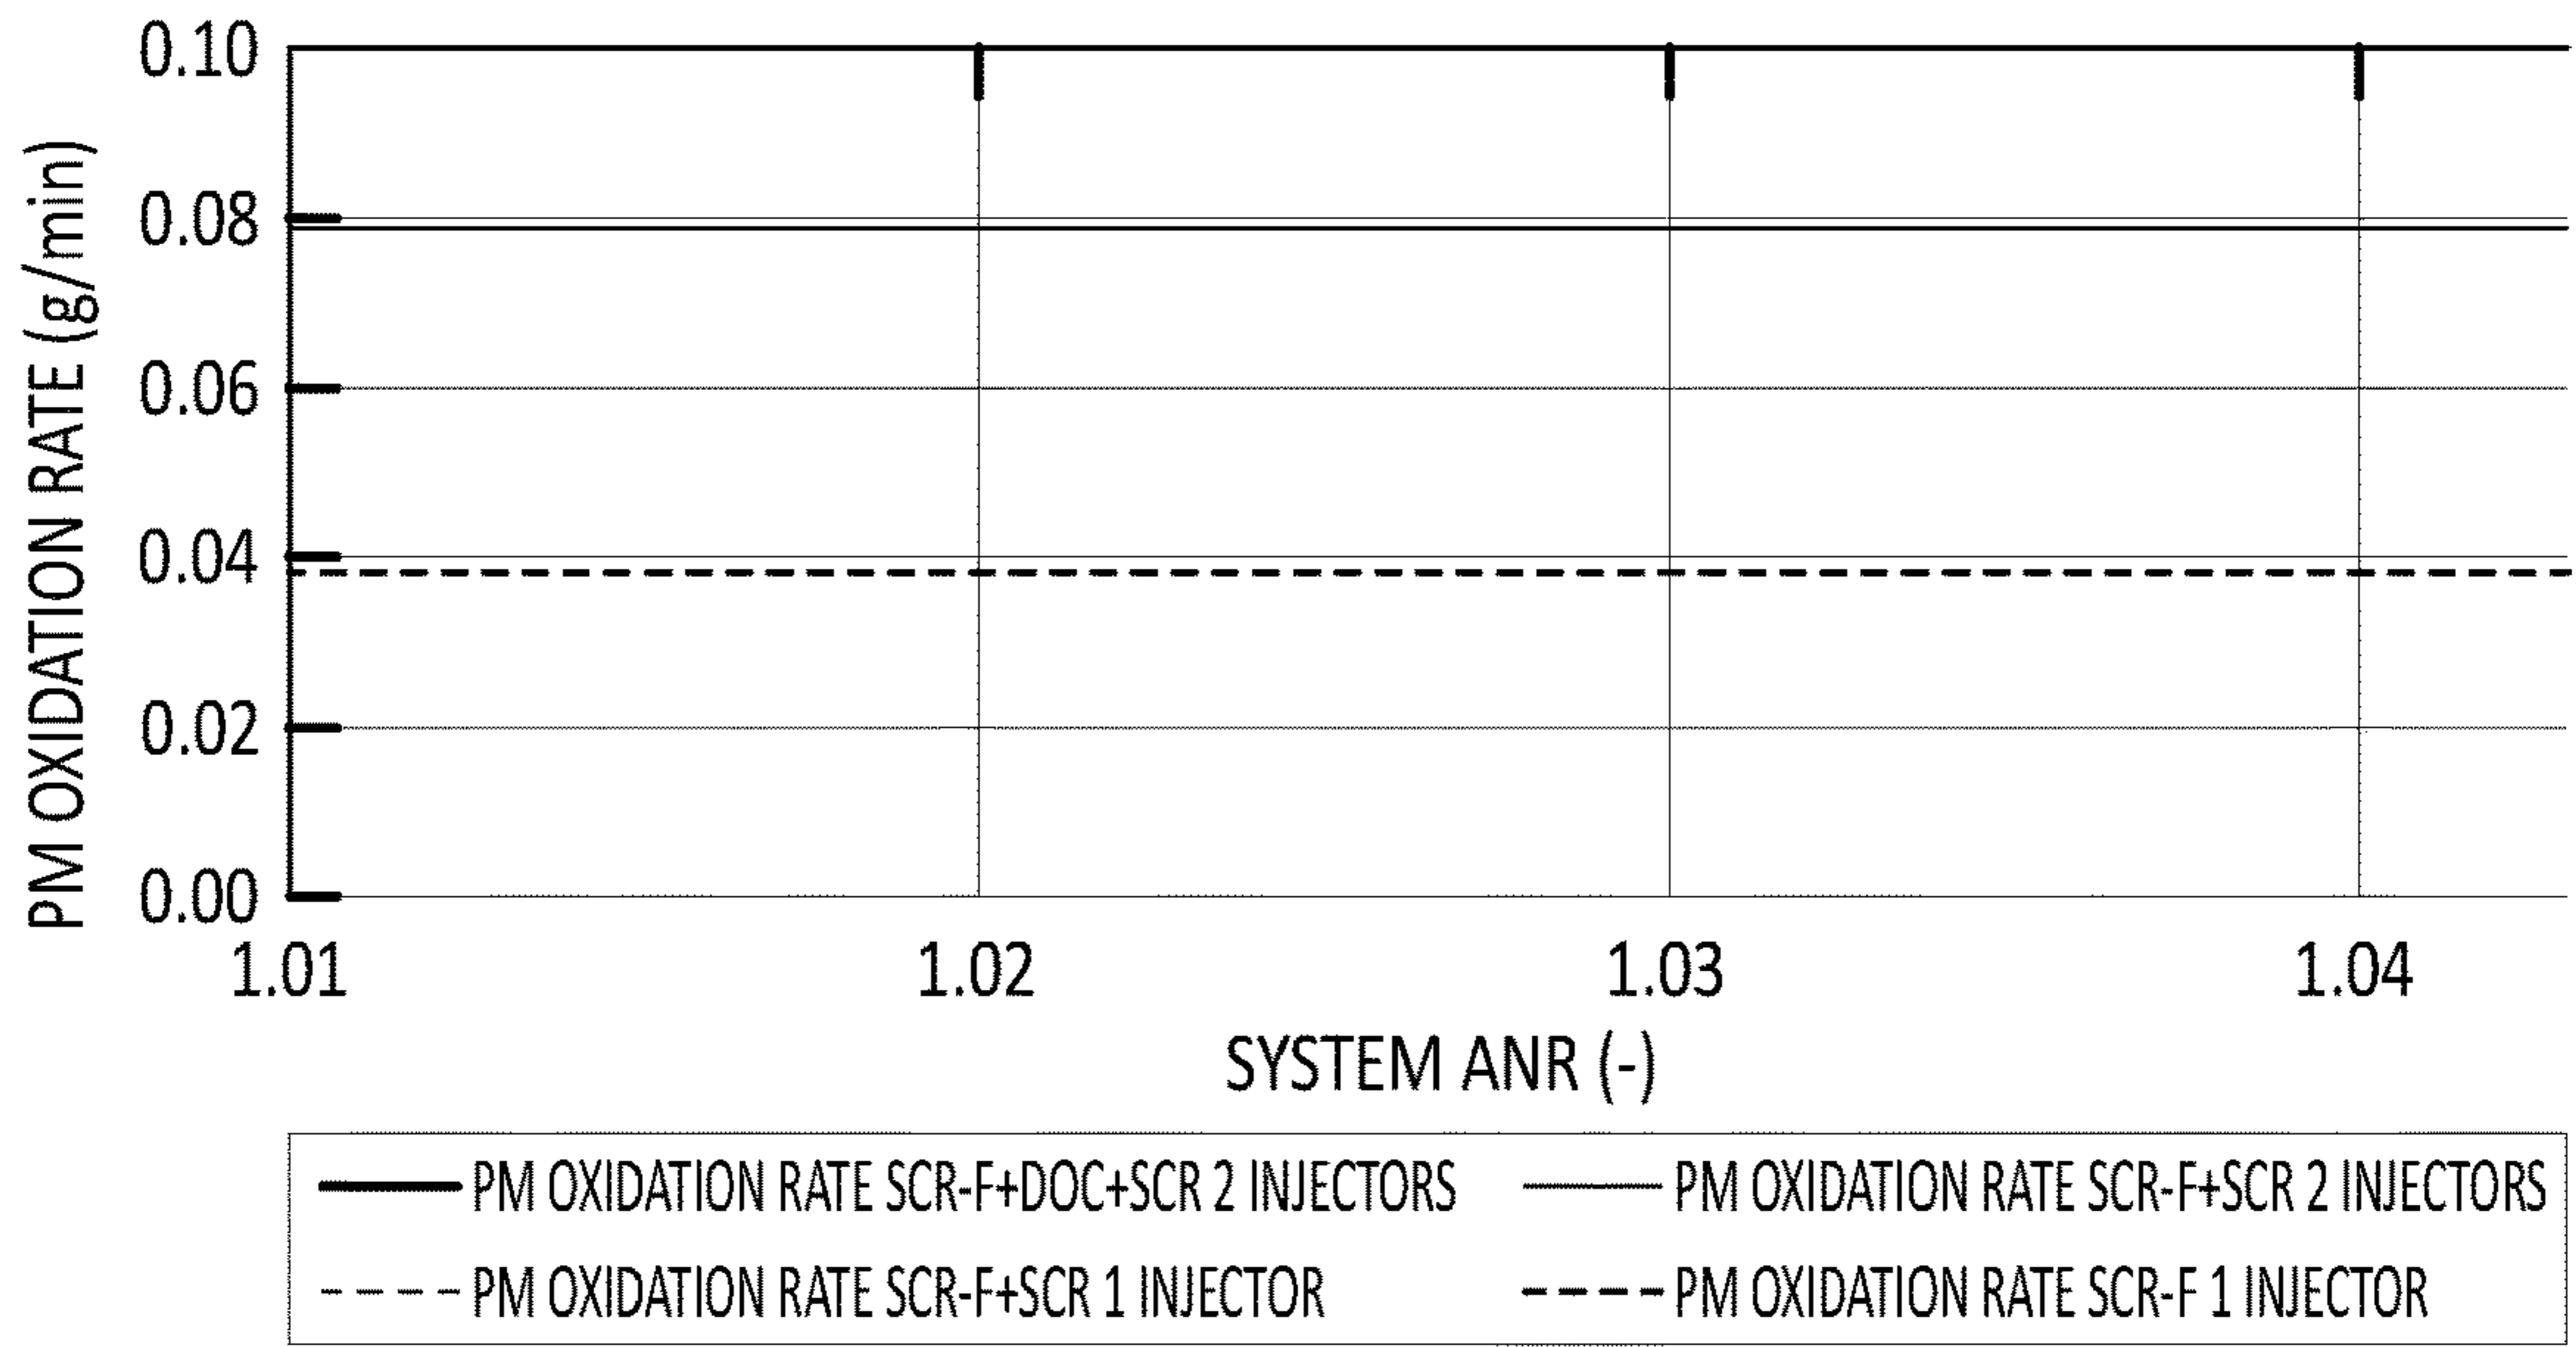 PM OXIDATION RATE (g/min)
0.10
0.08
0.06
0.04
0.02
0.00
1.01 1.02 1.03 1.04
SYSTEM ANR (-)
PM OXIDATION RATE SCR-F+DOC+SCR 2 INJECTORS PM OXIDATION RATE SCR-F+SCR 2 INJECTORS
PM OXIDATION RATE SCR-F+SCR 1 INJECTOR PM OXIDATION RATE SCR-F 1 INJECTOR